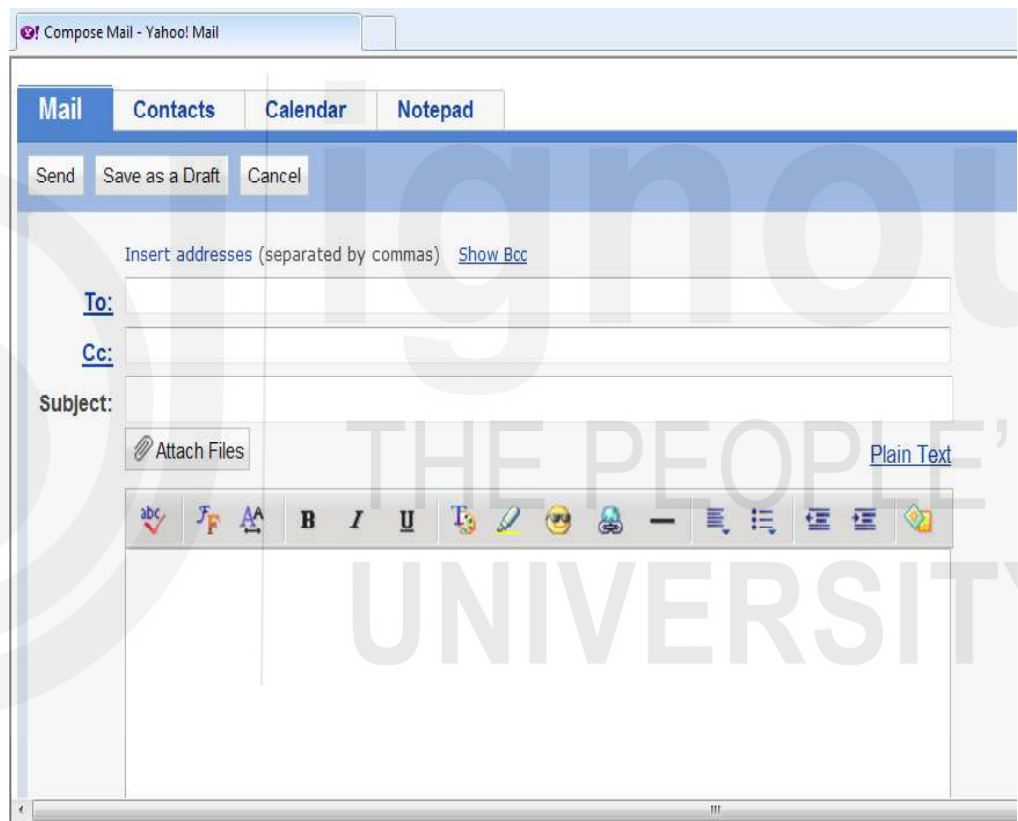 Y! Compose Mail - Yahoo! Mail
Mail Contacts Calendar Notepad
Send Save as a Draft Cancel
Insert addresses (separated by commas) Show Bcc
To:
Cc:
Subject:
Attach Files
Plain Text
abc F F A A B I U T
ignou
THE PEOPLE'
UNIVERSITY